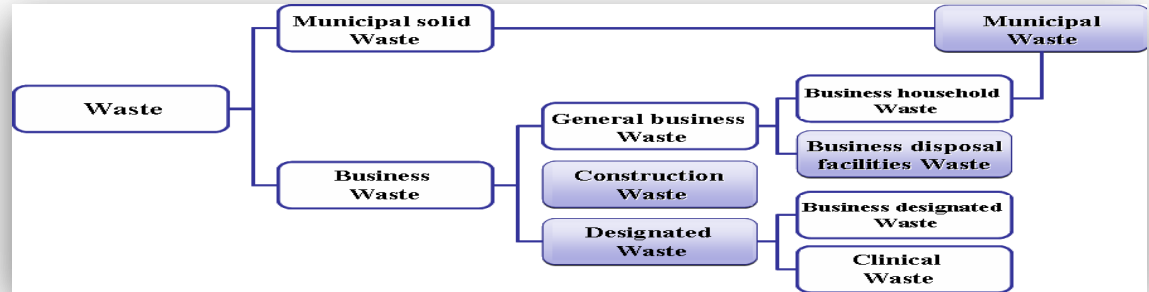 Municipal solid
Waste
Municipal
Waste
Waste
Business household
Waste
General business
Waste
Business disposal
facilities Waste
Business
Waste
Construction
Waste
Business designated
Waste
Designated
Waste
Clinical
Waste